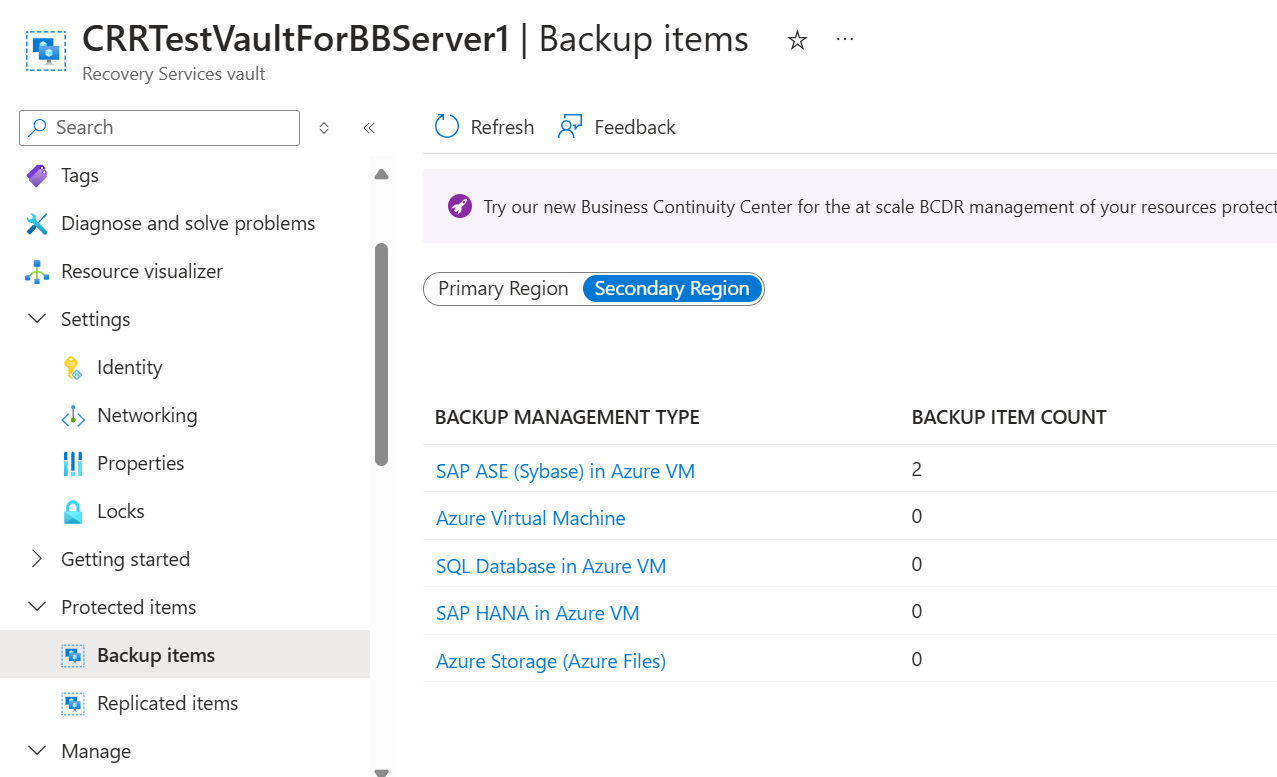 CRRTestVaultForBBServer1 | Backup items
Recovery Services vault
Search
Refresh
Feedback
Tags
Diagnose and solve problems
Resource visualizer
Settings
Identity
Networking
Properties
Locks
Getting started
Protected items
Backup items
Replicated items
Manage
Try our new Business Continuity Center for the at scale BCDR management of your resources protect
Primary Region
Secondary Region
BACKUP MANAGEMENT TYPE BACKUP ITEM COUNT
SAP ASE (Sybase) in Azure VM 2
Azure Virtual Machine 0
SQL Database in Azure VM 0
SAP HANA in Azure VM 0
Azure Storage (Azure Files) 0